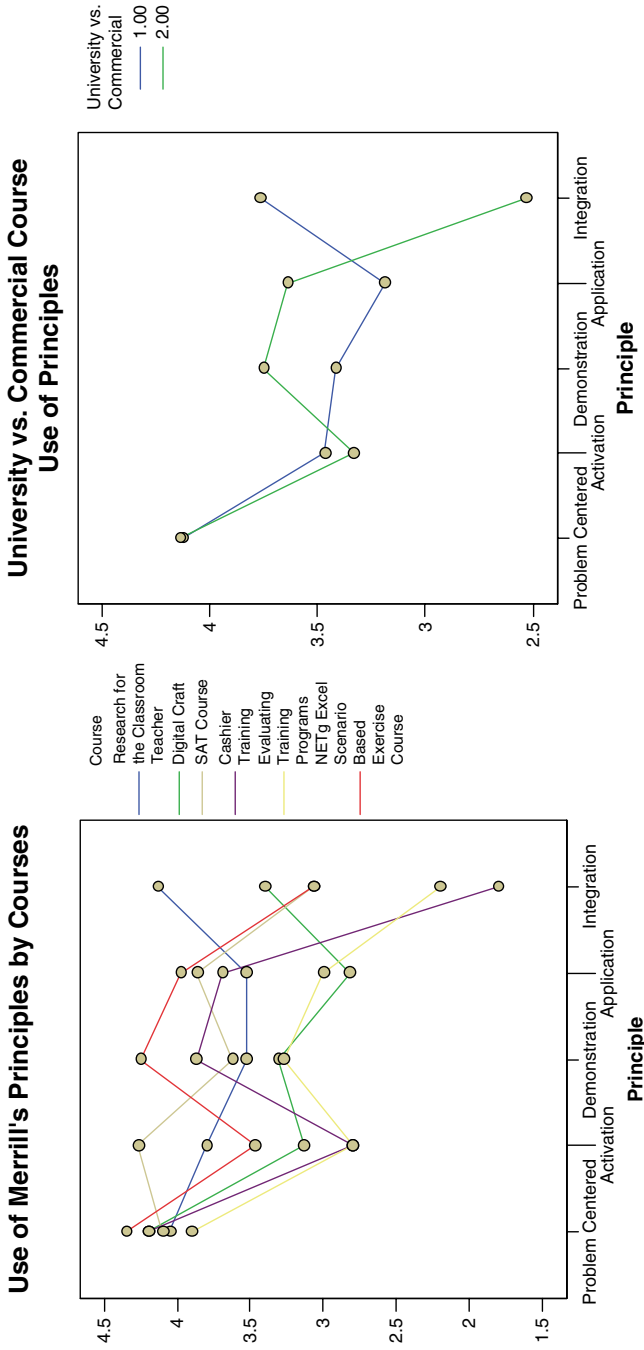 Use of Merrill's Principles by Courses
4.5
4
3.5
3
2.5
2
1.5
Problem Centered
Activation
Demonstration
Application
Integration
Principle
Course
Research for
the Classroom
Teacher
Digital Craft
SAT Course
Cashier
Training
Evaluating
Training
Programs
NETg Excel
Scenario
Based
Exercise
Course
University vs. Commercial Course
Use of Principles
4.5
4
3.5
3
2.5
Problem Centered
Activation
Demonstration
Application
Integration
Principle
University vs.
Commercial
1.00
2.00